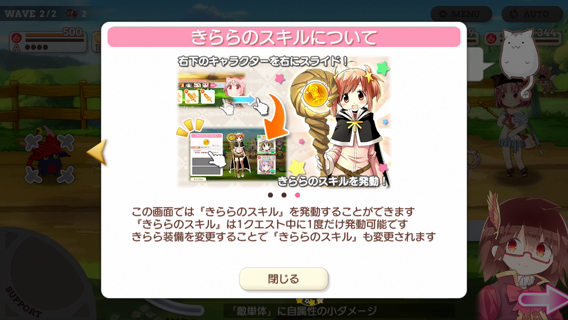 WAVE 2/2
2
MENU
AUTO
600
344
きららのスキルについて
右下のキャラクターを右にスライド！
きららのスキルを発動！
この画面では「きららのスキル」を発動することができます
「きららのスキル」は1クエスト中に1度だけ発動可能です
きらら装備を変更することで「きららのスキル」も変更されます
閉じる
SUPPORT
「敵単体」に自属性の小ダメージ